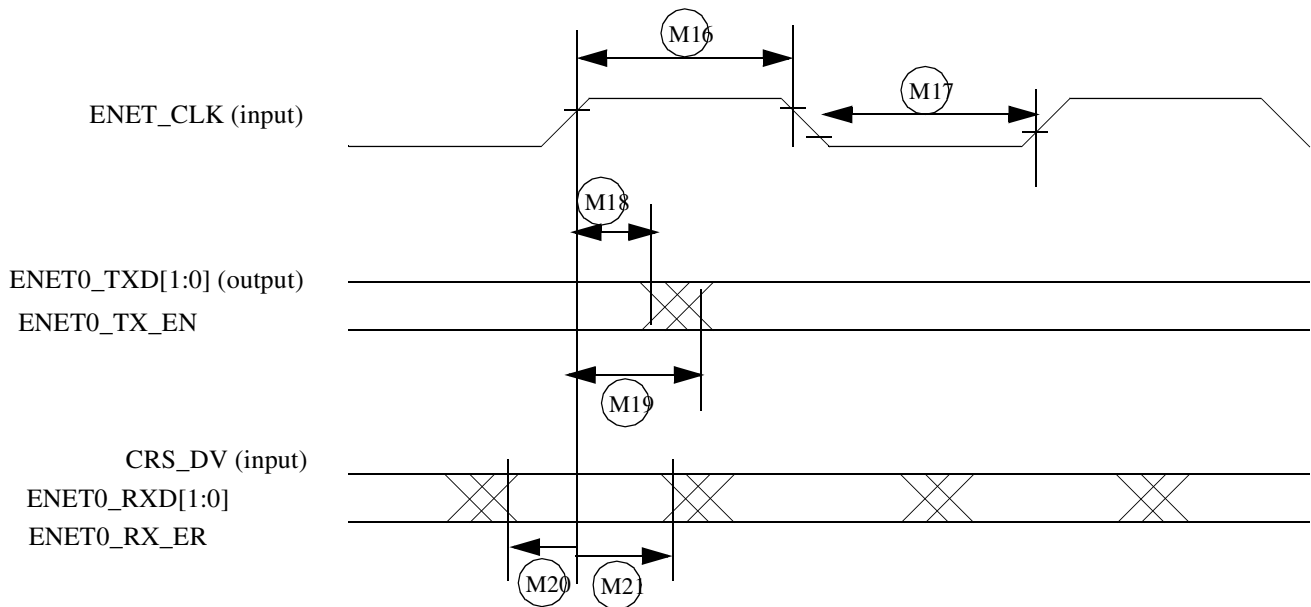 M16
M17
ENET_CLK (input)
M18
ENET0_TXD[1:0] (output)
ENET0_TX_EN
M19
CRS_DV (input)
ENET0_RXD[1:0]
ENET0_RX_ER
M20
M21